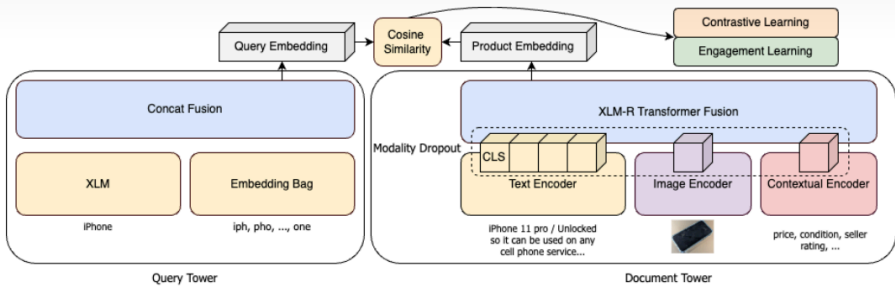 Query Embedding
Cosine
Similarity
Product Embedding
Contrastive Learning
Engagement Learning
Concat Fusion
XLM
Embedding Bag
iPhone
iph, pho, ..., one
Query Tower
XLM-R Transformer Fusion
Modality Dropout
CLS
Text Encoder
Image Encoder
Contextual Encoder
iPhone 11 pro / Unlocked
so it can be used on any
cell phone service...
price, condition, seller
rating, ...
Document Tower